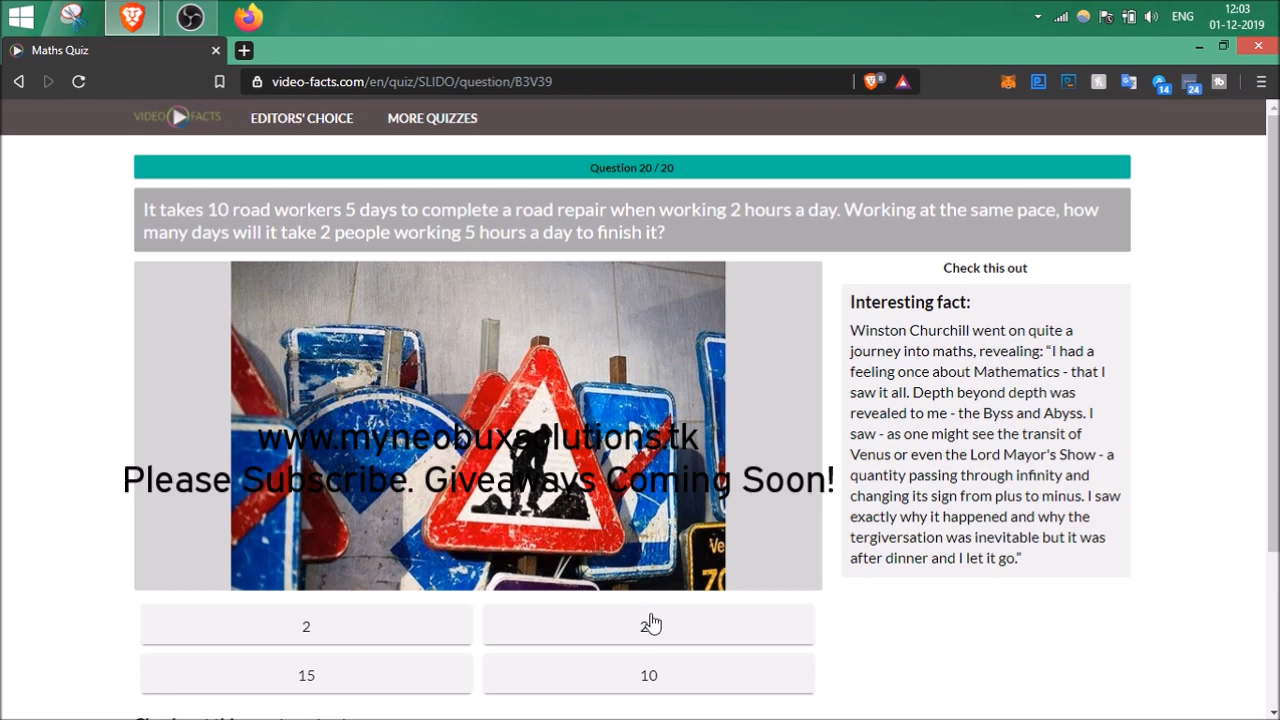 12:03
ENG
01-12-2019
Maths Quiz
video-facts.com/en/quiz/SLIDO/question/B3V39
8
14
24
VIDEO FACTS
EDITORS' CHOICE
MORE QUIZZES
Question 20 / 20
It takes 10 road workers 5 days to complete a road repair when working 2 hours a day. Working at the same pace, how
many days will it take 2 people working 5 hours a day to finish it?
Check this out
Interesting fact:
Winston Churchill went on quite a
journey into maths, revealing: “I had a
feeling once about Mathematics - that I
saw it all. Depth beyond depth was
revealed to me - the Byss and Abyss. I
saw - as one might see the transit of
Venus or even the Lord Mayor's Show - a
quantity passing through infinity and
changing its sign from plus to minus. I saw
exactly why it happened and why the
tergiversation was inevitable but it was
after dinner and I let it go.”
www.myneobuxsolutions.tk
Please Subscribe. Giveaways Coming Soon!
2
15
10